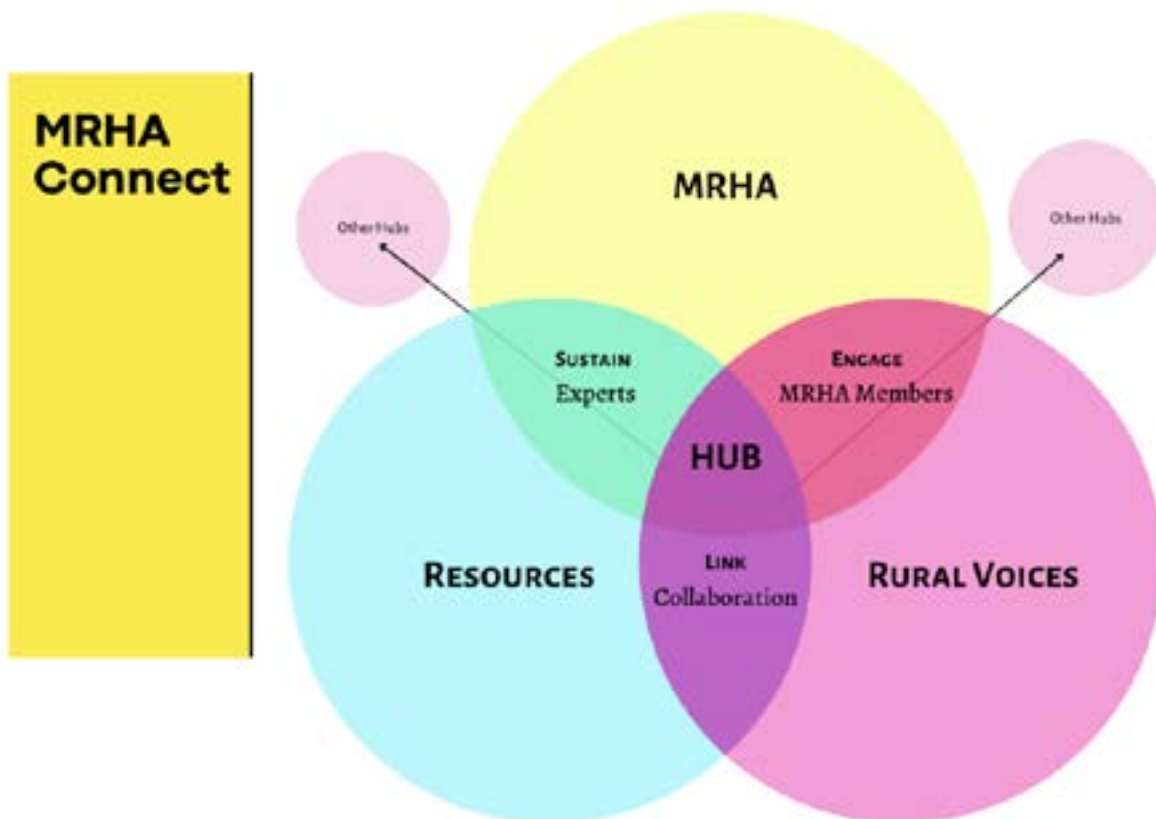 MRHA
Connect
MRHA
Other Hubs
Other Hubs
SUSTAIN
Experts
ENGAGE
MRHA Members
HUB
LINK
Collaboration
RESOURCES
RURAL VOICES